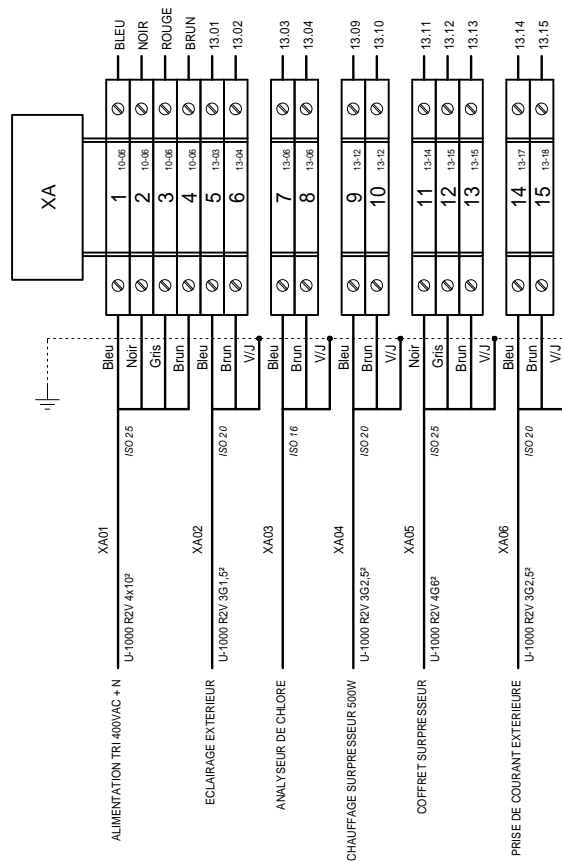 XA
1 10-06 BLEU
2 10-06 NOIR
3 10-06 ROUGE
4 10-06 BRUN
5 13-03 13.01
6 13-04 13.02
7 13-06 13.03
8 13-06 13.04
9 13-12 13.09
10 13-12 13.10
11 13-14 13.11
12 13-15 13.12
13 13-15 13.13
14 13-17 13.14
15 13-18 13.15
Bleu
Noir
Gris
Brun
Bleu
Brun
V/J
Bleu
Brun
V/J
Bleu
Brun
V/J
Noir
Gris
Brun
V/J
Bleu
Brun
V/J
ISO 25
ISO 20
ISO 16
ISO 20
ISO 25
ISO 20
XA01
U-1000 R2V 4x10²
ALIMENTATION TRI 400VAC + N
XA02
U-1000 R2V 3G1,5²
ECLAIRAGE EXTERIEUR
XA03
ANALYSEUR DE CHLORE
XA04
U-1000 R2V 3G2,5²
CHAUFFAGE SURPRESSEUR 500W
XA05
U-1000 R2V 4G6²
COFFRET SURPRESSEUR
XA06
U-1000 R2V 3G2,5²
PRISE DE COURANT EXTERIEURE